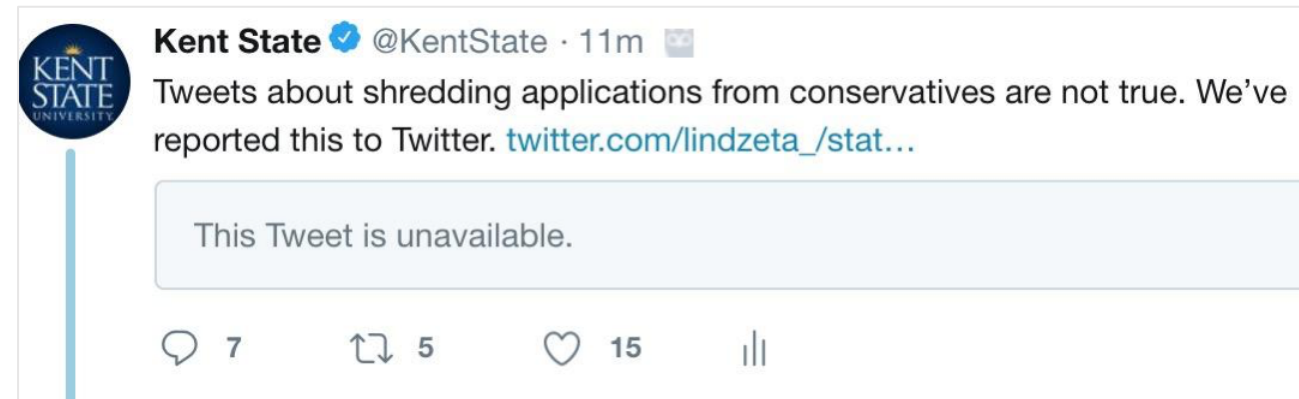 KENT
STATE
UNIVERSITY
Kent State @KentState · 11m
Tweets about shredding applications from conservatives are not true. We’ve
reported this to Twitter. twitter.com/lindzeta_/stat…
This Tweet is unavailable.
7 5 15